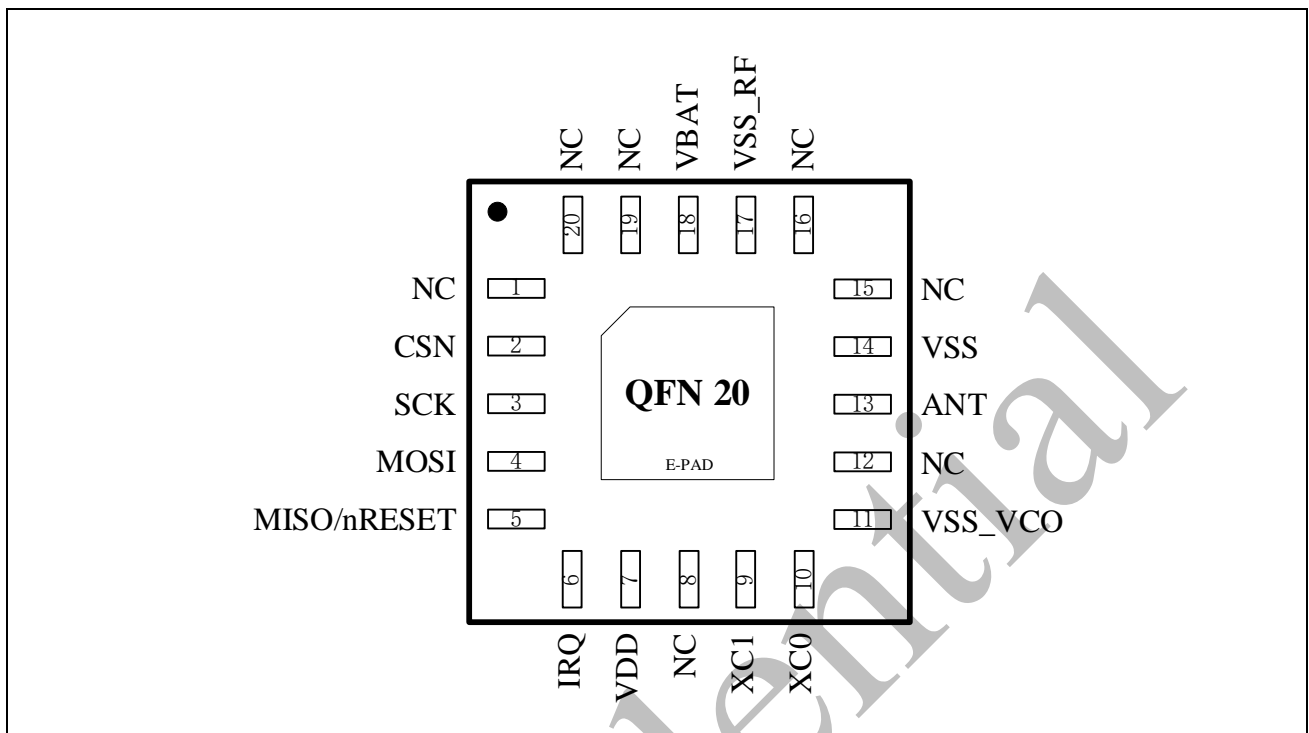 NC
NC
VBAT
VSS_RF
NC
20
19
18
17
16
NC 1
15 NC
CSN 2
14 VSS
QFN 20
SCK 3
13 ANT
MOSI 4
E-PAD
12 NC
MISO/nRESET 5
11 VSS_VCO
6
7
8
9
10
IRQ
VDD
NC
XC1
XC0